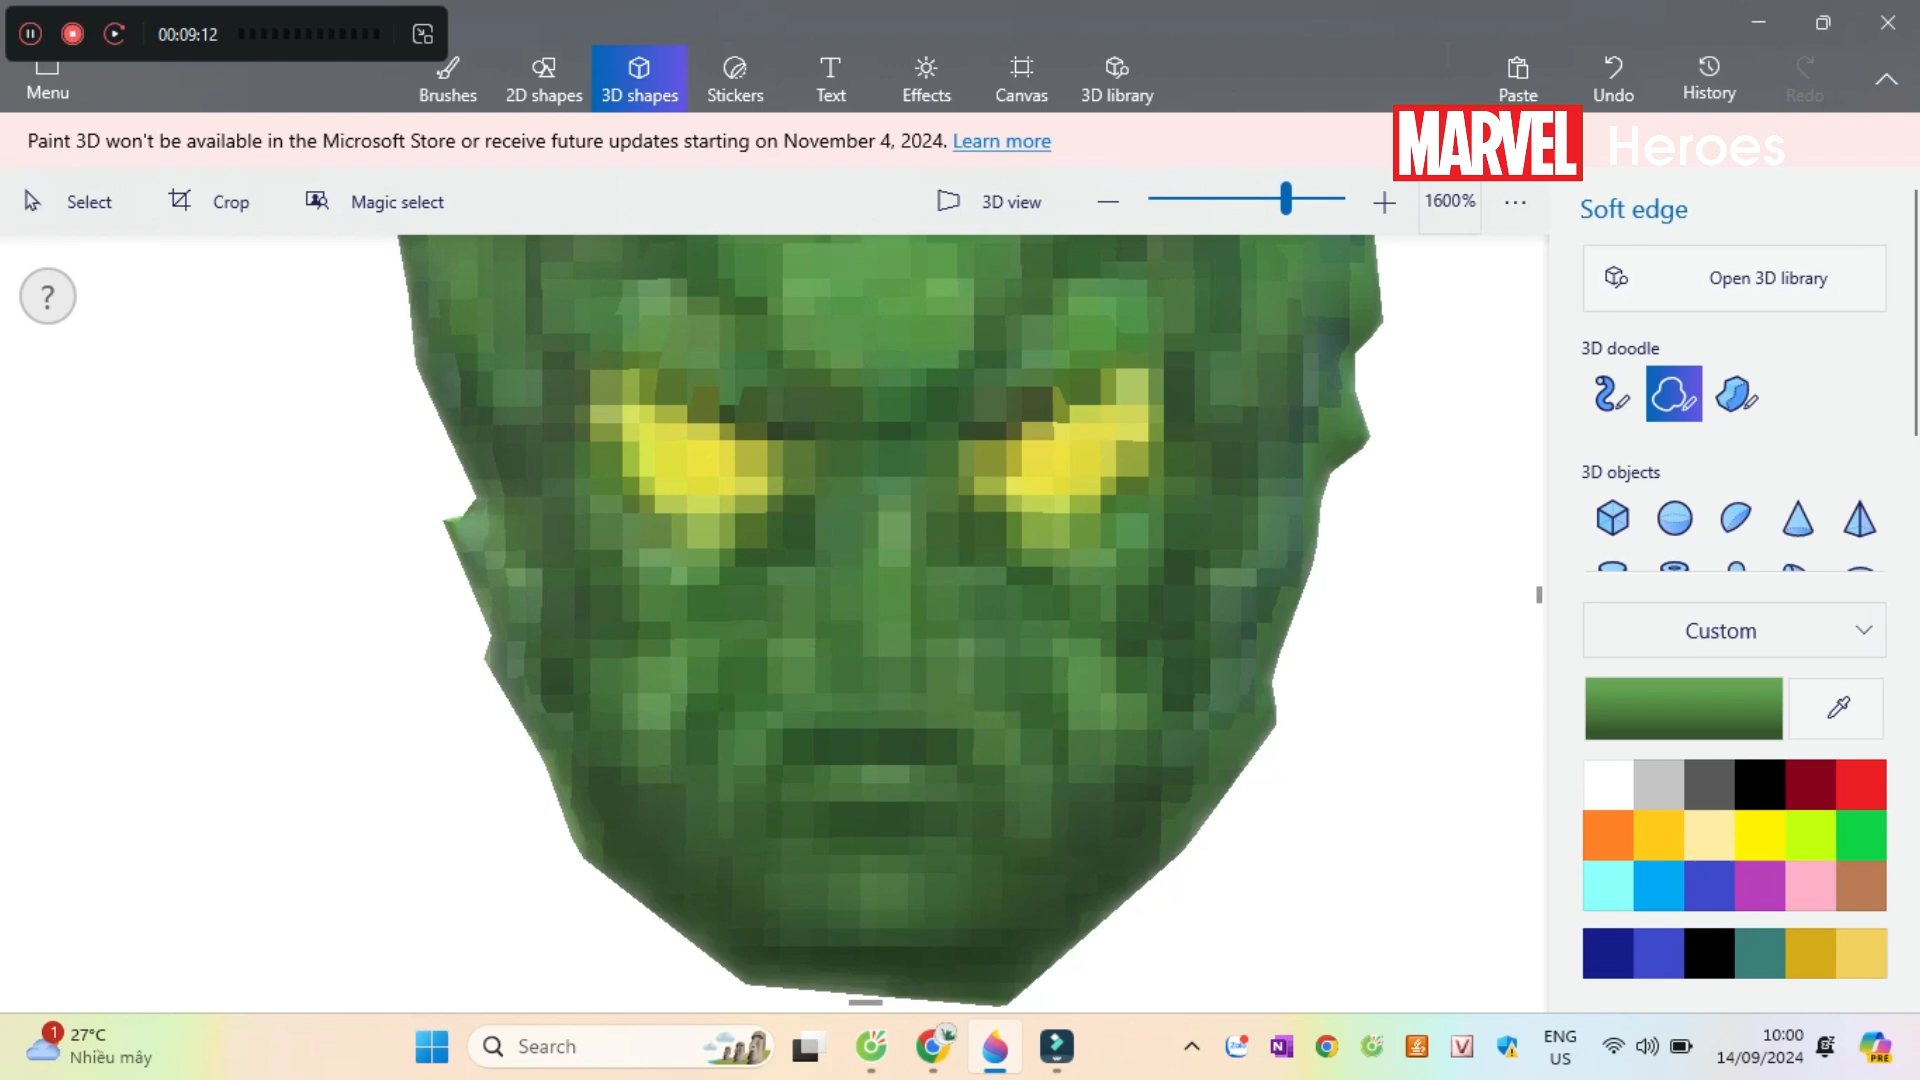 00:09:12
Menu
Brushes
2D shapes
3D shapes
Stickers
Text
Effects
Canvas
3D library
Paste
Undo
History
Redo
Paint 3D won't be available in the Microsoft Store or receive future updates starting on November 4, 2024. Learn more
MARVEL Heroes
Select
Crop
Magic select
3D view
1600%
Soft edge
?
Open 3D library
3D doodle
3D objects
Custom
1
27°C
Nhiều mây
Search
Zalo
N
V
ENG
US
10:00
14/09/2024
PRE